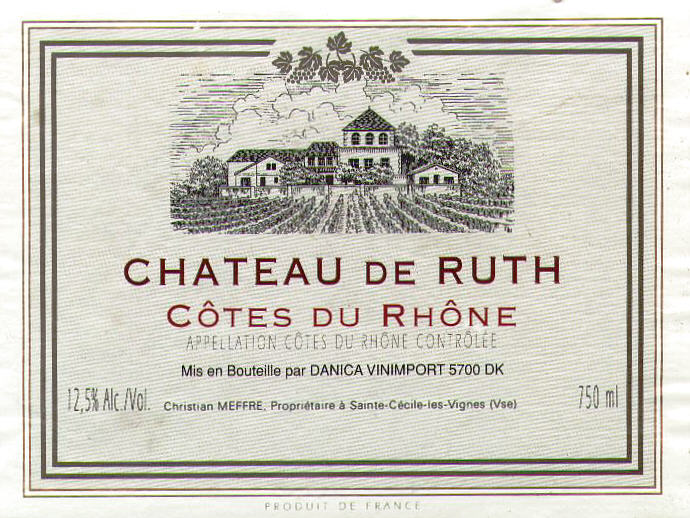 CHATEAU DE RUTH
CÔTES DU RHÔNE
APPELLATION CÔTES DU RHÔNE CONTRÔLÉE
Mis en Bouteille par DANICA VINIMPORT 5700 DK
12,5% Alc./Vol. Christian MEFFRE, Propriétaire à Sainte-Cécile-les-Vignes (Vse) 750 ml
PRODUIT DE FRANCE